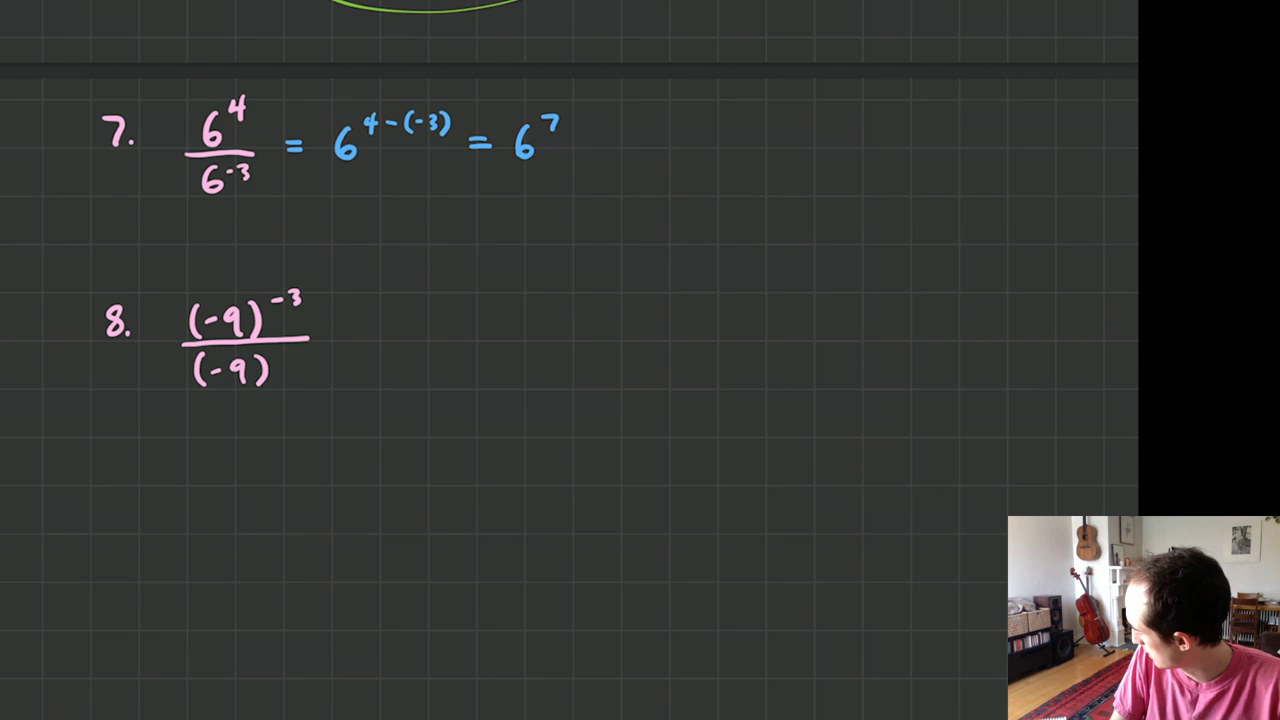 7. 6^4 / 6^-3 = 6^4-(-3) = 6^7
8. (-9)^-3 / (-9)